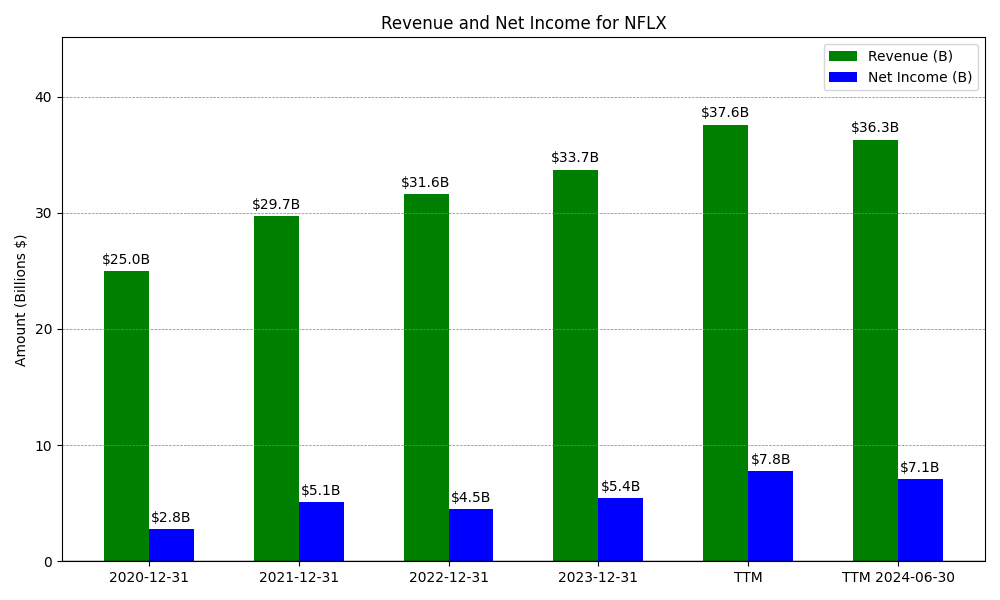 Revenue and Net Income for NFLX
Revenue (B)
Net Income (B)
Amount (Billions $)
40
30
20
10
0
$25.0B
$2.8B
$29.7B
$5.1B
$31.6B
$4.5B
$33.7B
$5.4B
$37.6B
$7.8B
$36.3B
$7.1B
2020-12-31
2021-12-31
2022-12-31
2023-12-31
TTM
TTM 2024-06-30